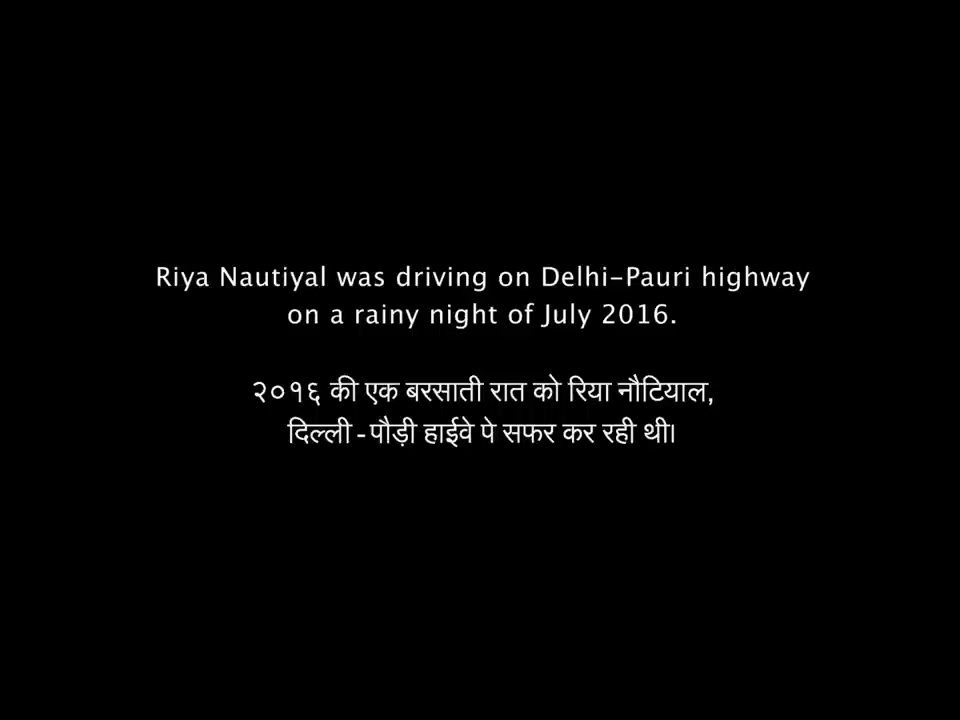 Riya Nautiyal was driving on Delhi-Pauri highway
on a rainy night of July 2016.
२०१६ की एक बरसाती रात को रिया नौटियाल,
दिल्ली - पौड़ी हाईवे पे सफर कर रही थी।